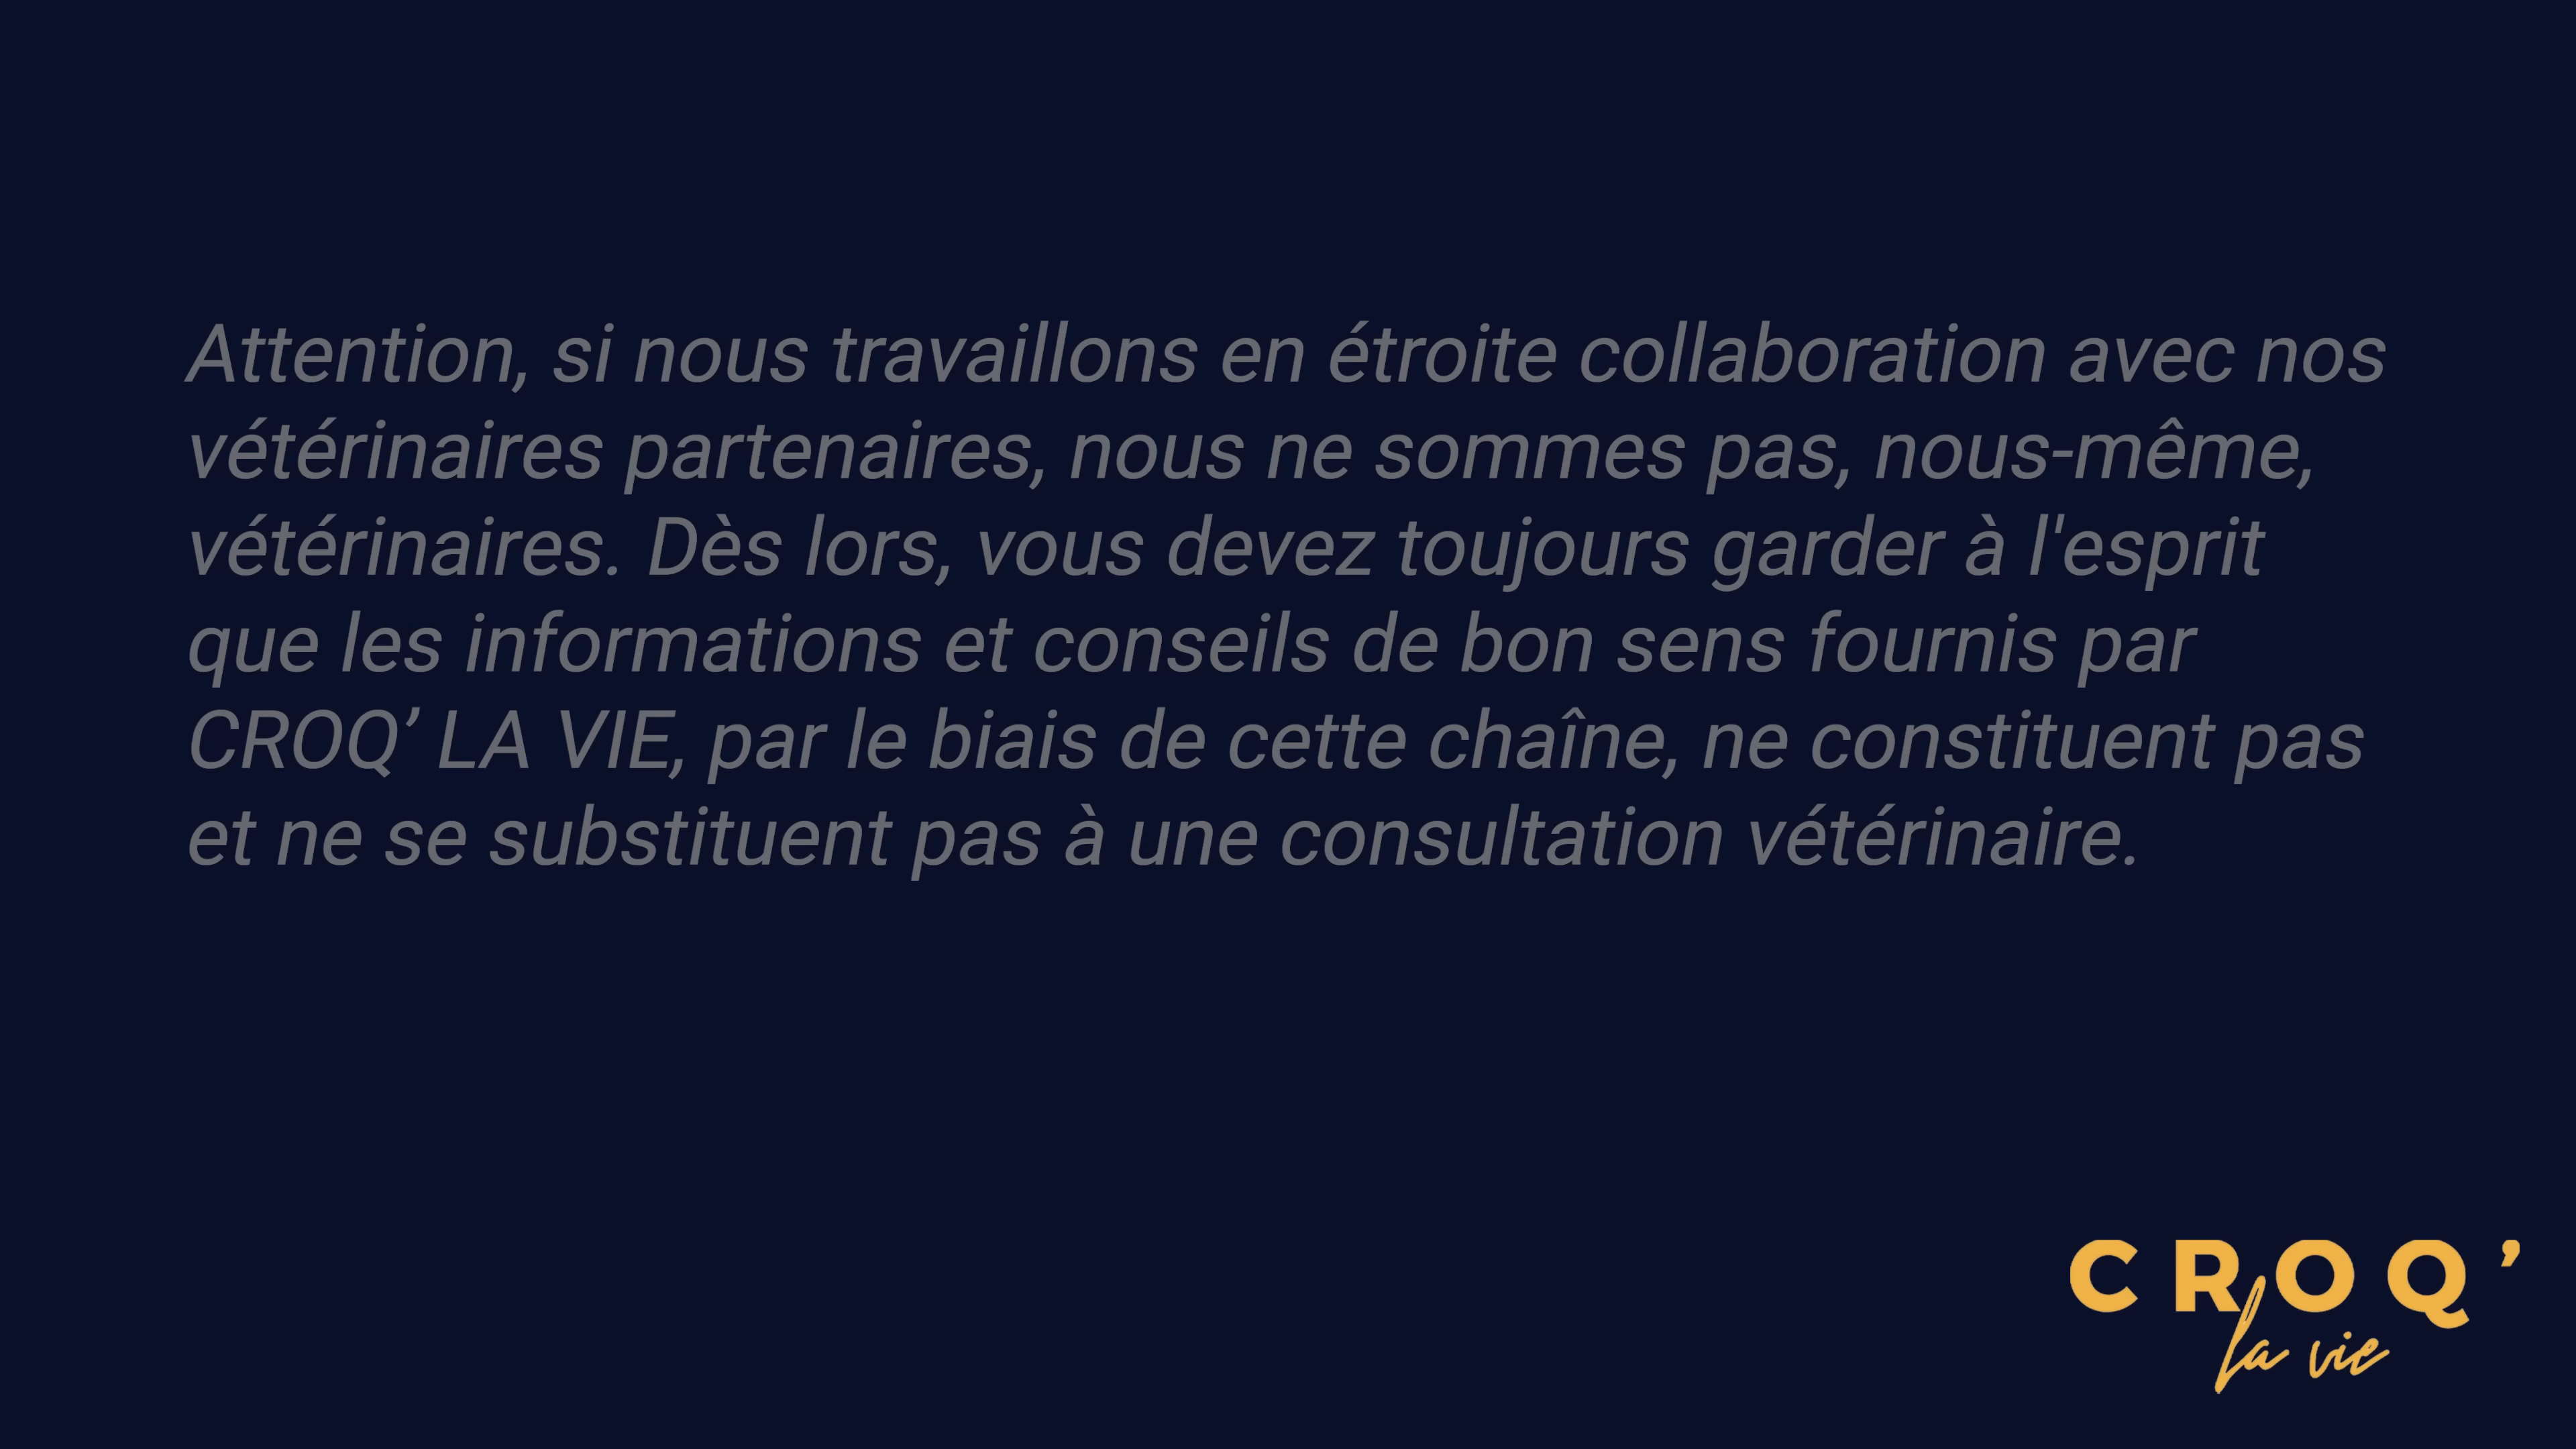 Attention, si nous travaillons en étroite collaboration avec nos
vétérinaires partenaires, nous ne sommes pas, nous-même,
vétérinaires. Dès lors, vous devez toujours garder à l'esprit
que les informations et conseils de bon sens fournis par
CROQ’ LA VIE, par le biais de cette chaîne, ne constituent pas
et ne se substituent pas à une consultation vétérinaire.
CROQ’
la vie